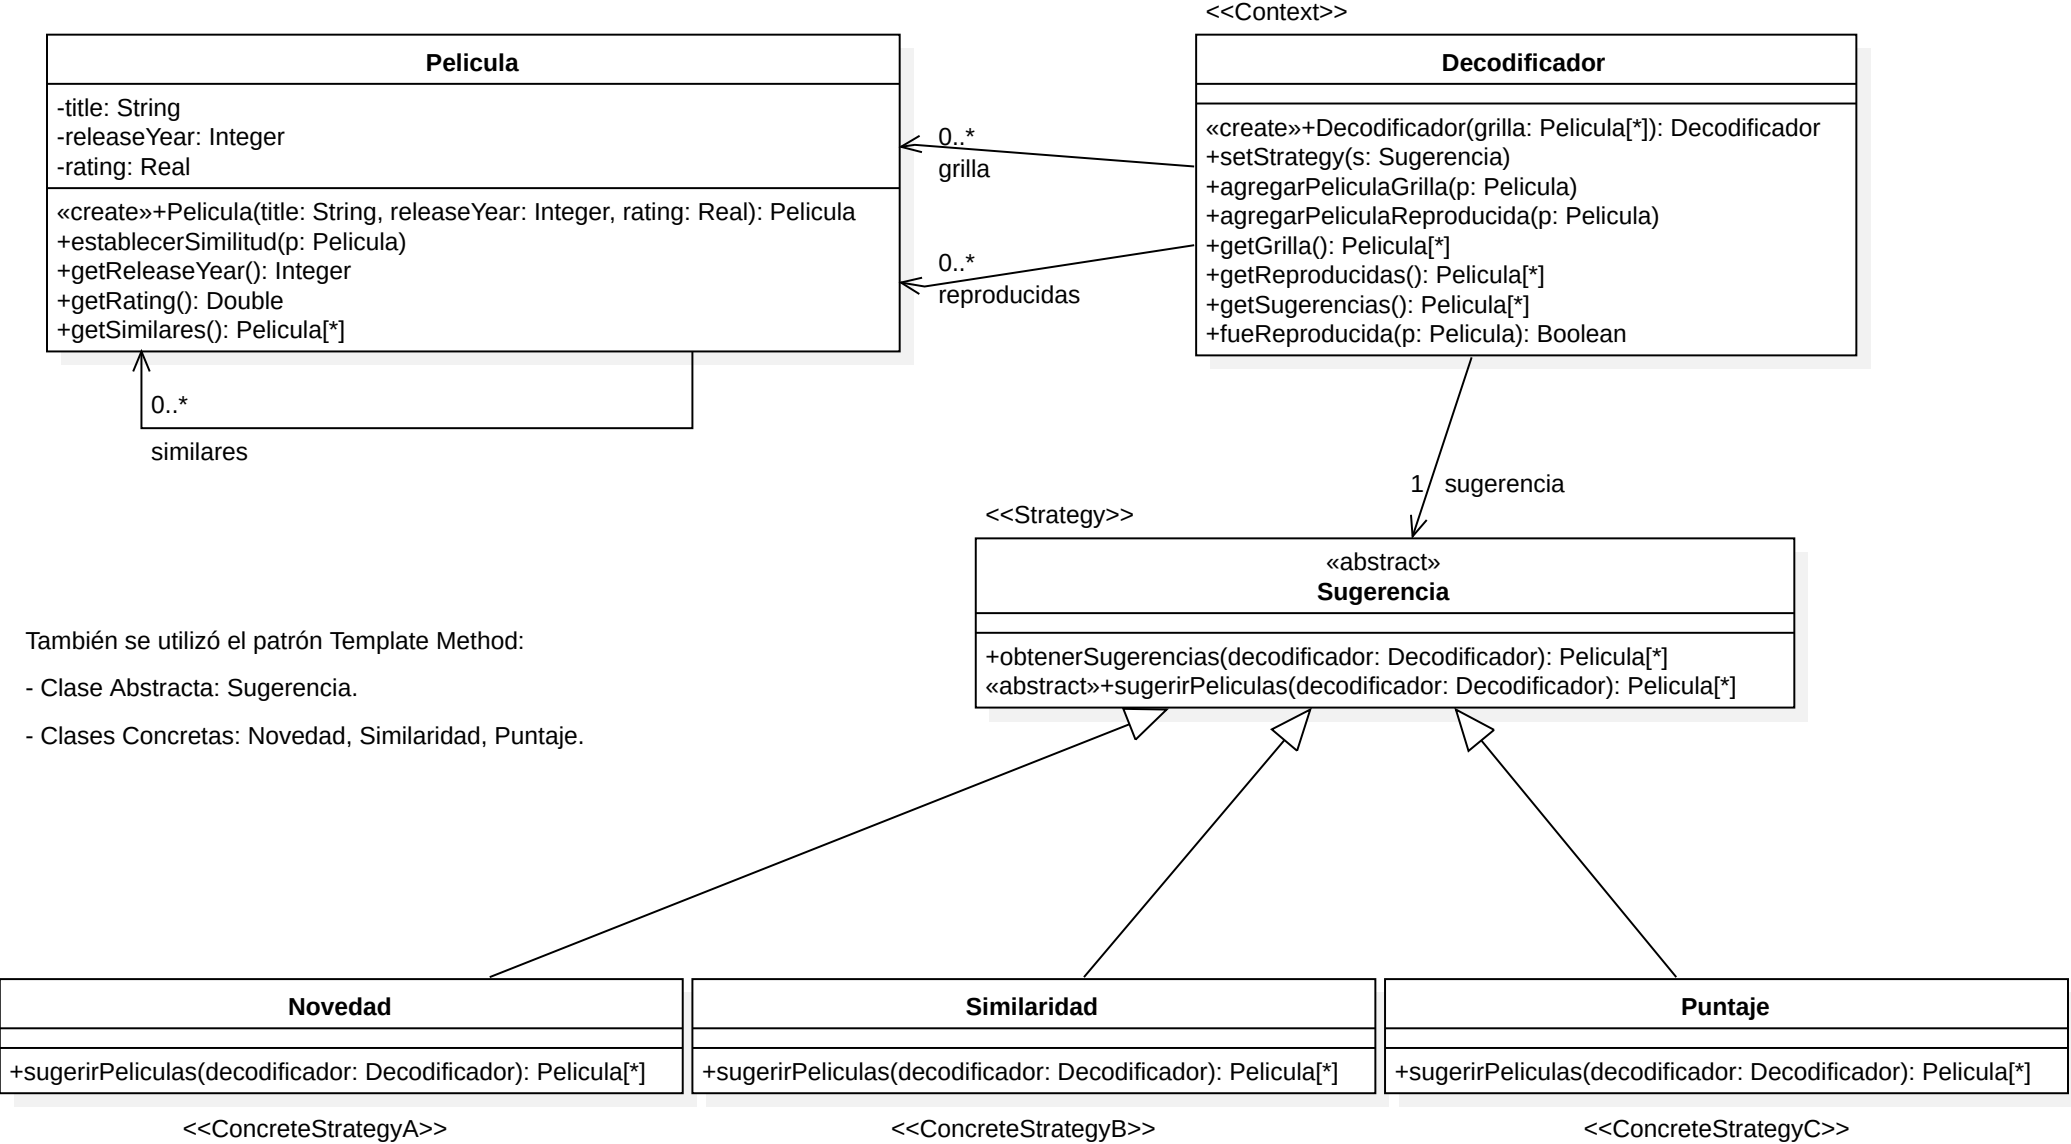 <<Context>>
Pelicula
-title: String
-releaseYear: Integer
-rating: Real
«create»+Pelicula(title: String, releaseYear: Integer, rating: Real): Pelicula
+establecerSimilitud(p: Pelicula)
+getReleaseYear(): Integer
+getRating(): Double
+getSimilares(): Pelicula[*]
0..*
similares
0..*
grilla
0..*
reproducidas
Decodificador
«create»+Decodificador(grilla: Pelicula[*]): Decodificador
+setStrategy(s: Sugerencia)
+agregarPeliculaGrilla(p: Pelicula)
+agregarPeliculaReproducida(p: Pelicula)
+getGrilla(): Pelicula[*]
+getReproducidas(): Pelicula[*]
+getSugerencias(): Pelicula[*]
+fueReproducida(p: Pelicula): Boolean
1 sugerencia
<<Strategy>>
«abstract»
Sugerencia
+obtenerSugerencias(decodificador: Decodificador): Pelicula[*]
«abstract»+sugerirPeliculas(decodificador: Decodificador): Pelicula[*]
También se utilizó el patrón Template Method:
- Clase Abstracta: Sugerencia.
- Clases Concretas: Novedad, Similaridad, Puntaje.
Novedad
+sugerirPeliculas(decodificador: Decodificador): Pelicula[*]
<<ConcreteStrategyA>>
Similaridad
+sugerirPeliculas(decodificador: Decodificador): Pelicula[*]
<<ConcreteStrategyB>>
Puntaje
+sugerirPeliculas(decodificador: Decodificador): Pelicula[*]
<<ConcreteStrategyC>>